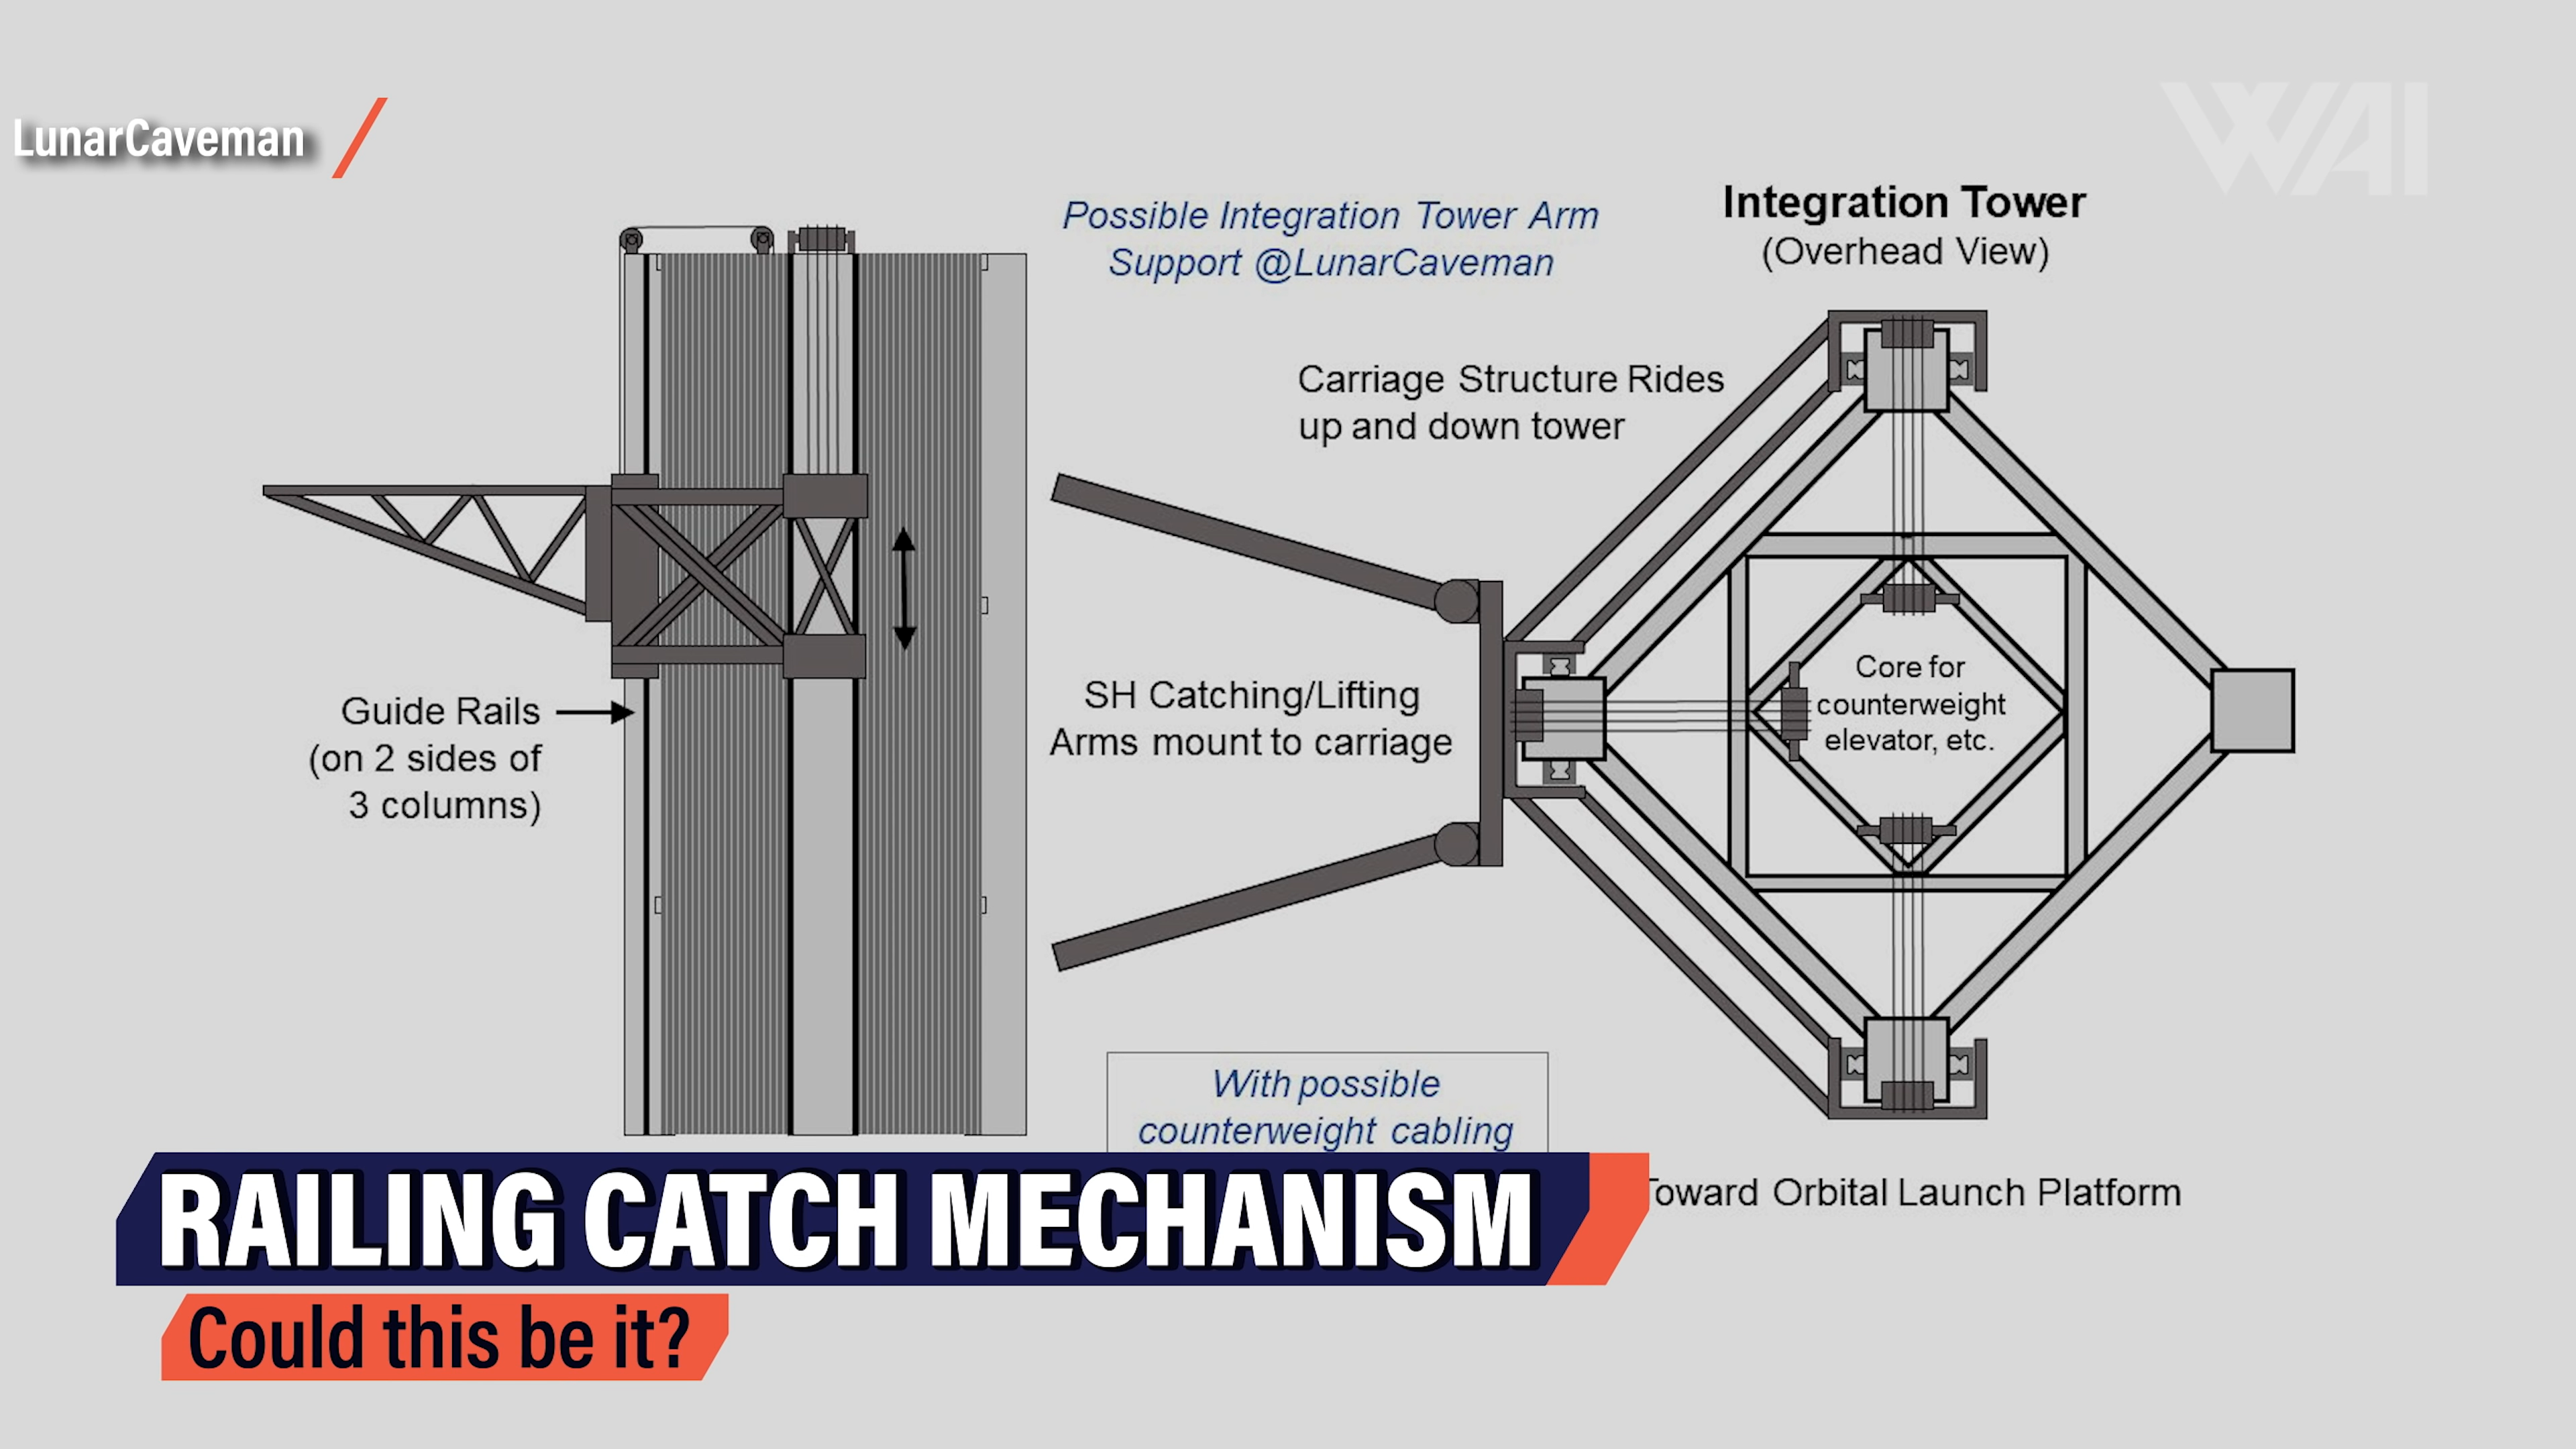 LunarCaveman
WAI
Possible Integration Tower Arm
Support @LunarCaveman
Integration Tower
(Overhead View)
Carriage Structure Rides
up and down tower
Guide Rails
(on 2 sides of
3 columns)
SH Catching/Lifting
Arms mount to carriage
Core for
counterweight
elevator, etc.
With possible
counterweight cabling
Toward Orbital Launch Platform
RAILING CATCH MECHANISM
Could this be it?